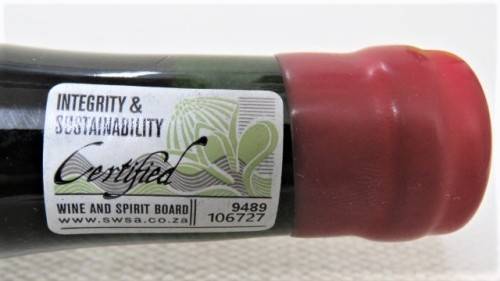 INTEGRITY &
SUSTAINABILITY
Certified
WINE AND SPIRIT BOARD
www.swsa.co.za
9489
106727